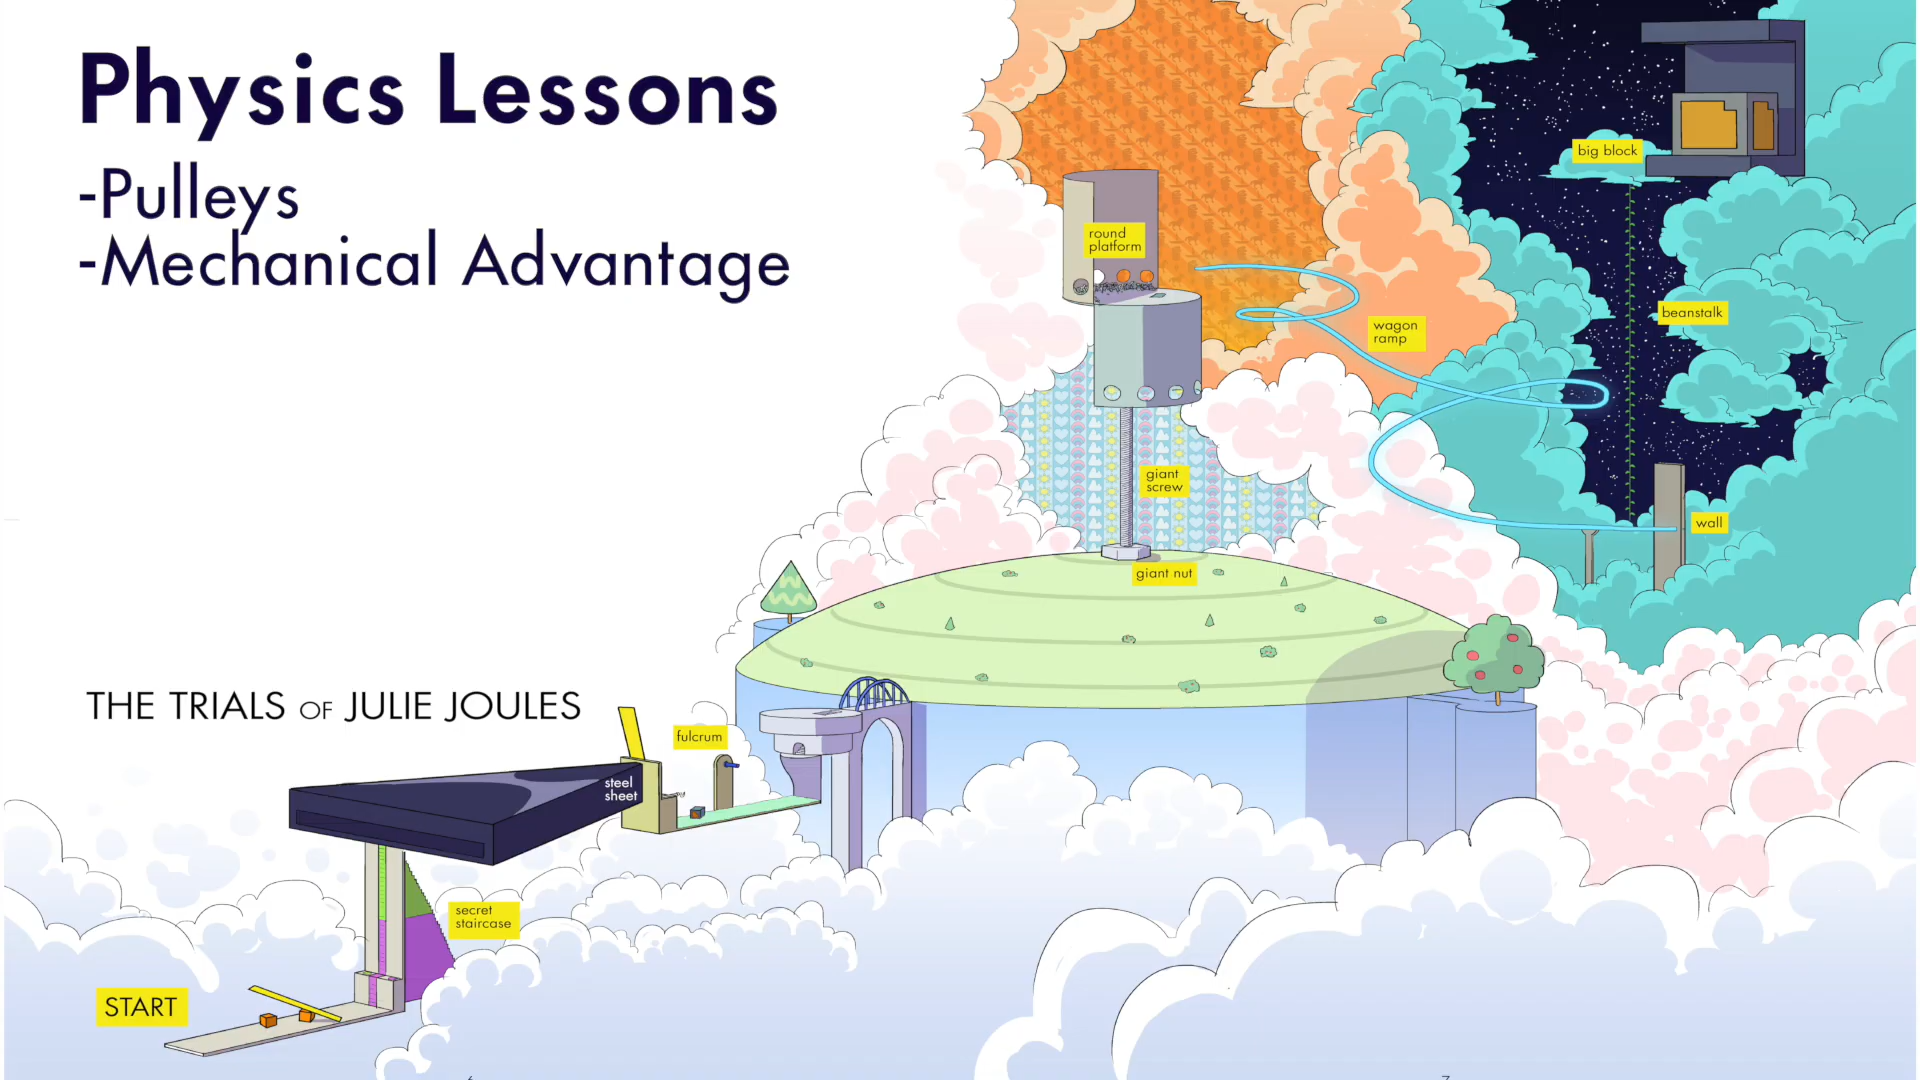 Physics Lessons
-Pulleys
-Mechanical Advantage
big block
round
platform
wagon
ramp
beanstalk
giant
screw
wall
giant nut
THE TRIALS OF JULIE JOULES
fulcrum
steel
sheet
secret
staircase
START